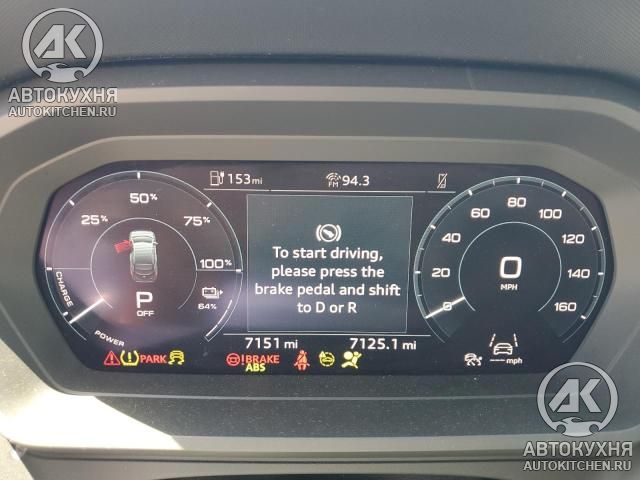 АК
АВТОКУХНЯ
AUTOKITCHEN.RU
153 mi
FM 94.3
50%
25%
75%
100%
CHARGE
POWER
P
OFF
64%
To start driving,
please press the
brake pedal and shift
to D or R
0
20
40
60
80
100
120
140
160
0
MPH
7151 mi
7125.1 mi
PARK
BRAKE
ABS
---- mph
АК
АВТОКУХНЯ
AUTOKITCHEN.RU